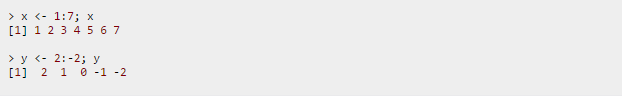 > x <- 1:7; x
[1] 1 2 3 4 5 6 7
> y <- 2:-2; y
[1]  2  1  0 -1 -2